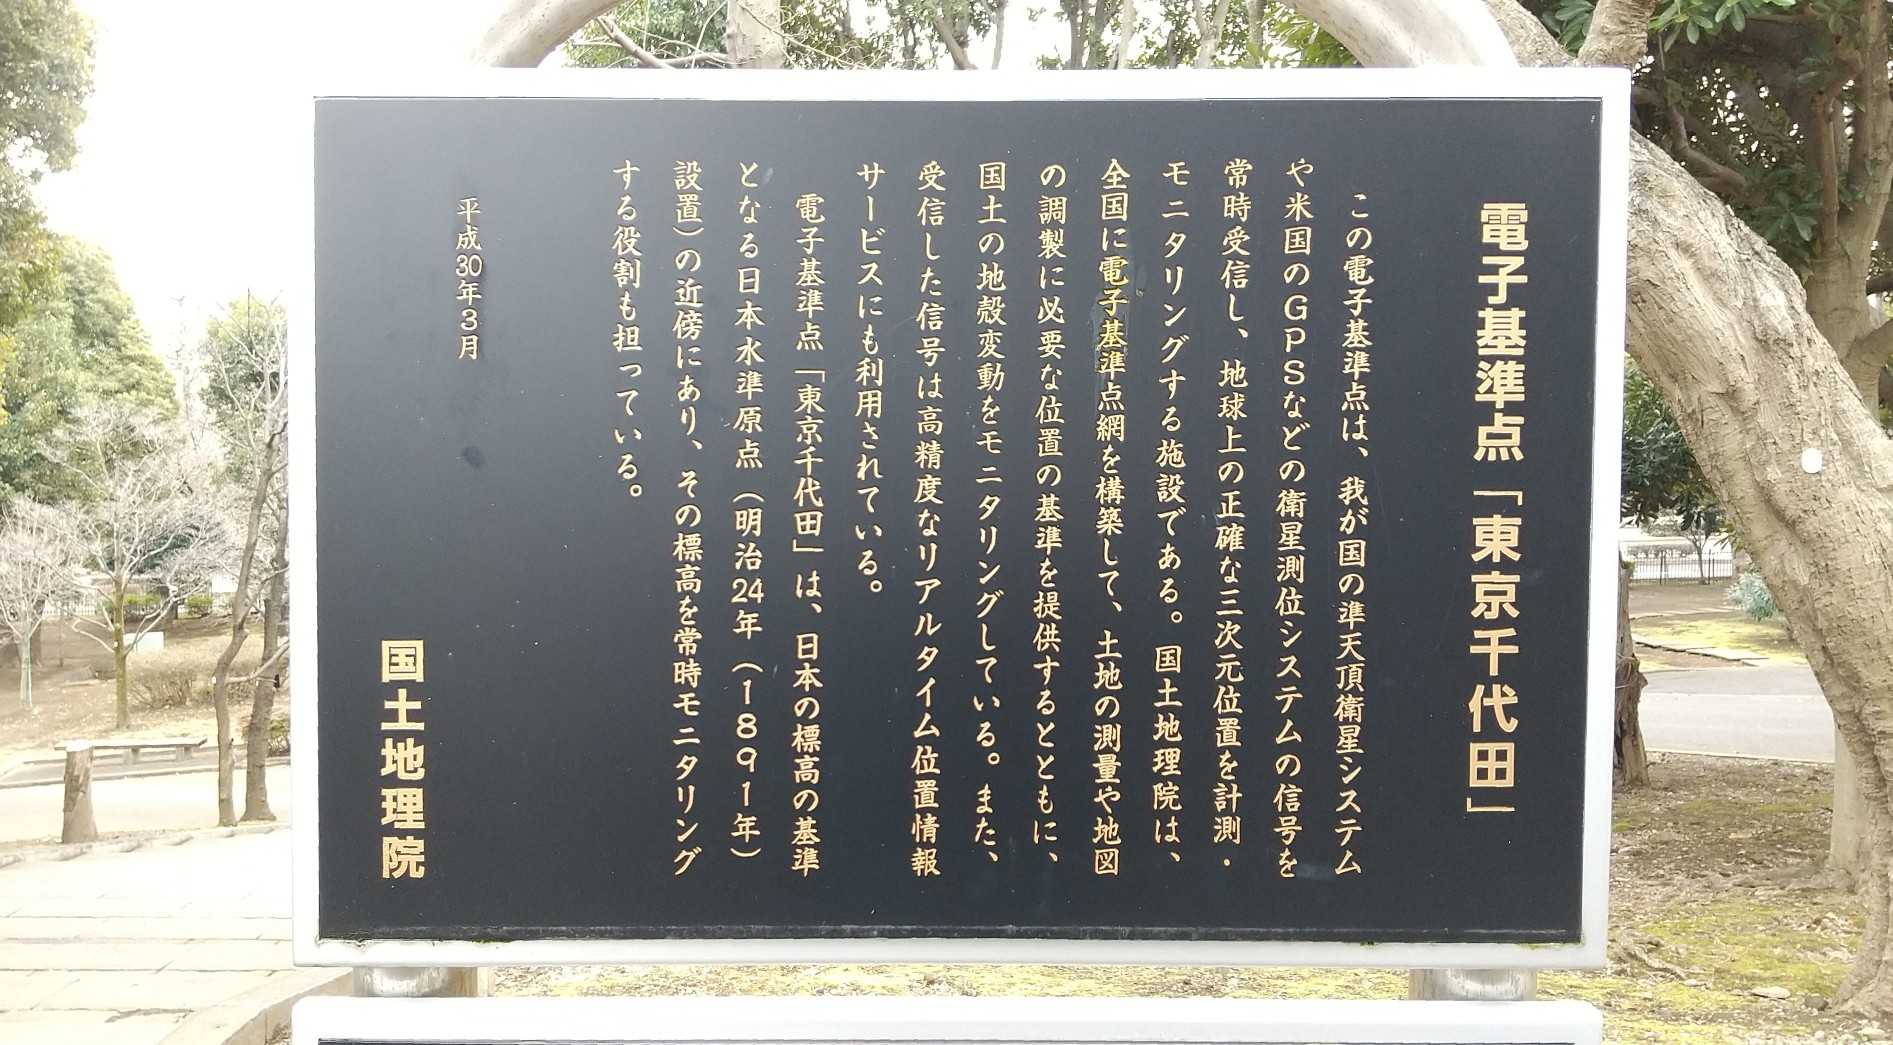 電子基準点「東京千代田」
この電子基準点は、我が国の準天頂衛星システム
や米国のGPSなどの衛星測位システムの信号を
常時受信し、地球上の正確な三次元位置を計測・
モニタリングする施設である。国土地理院は、
全国に電子基準点網を構築して、土地の測量や地図
の調製に必要な位置の基準を提供するとともに、
国土の地殻変動をモニタリングしている。また、
受信した信号は高精度なリアルタイム位置情報
サービスにも利用されている。
電子基準点「東京千代田」は、日本の標高の基準
となる日本水準原点（明治24年（1891年）
設置）の近傍にあり、その標高を常時モニタリング
する役割も担っている。
平成30年3月
国土地理院